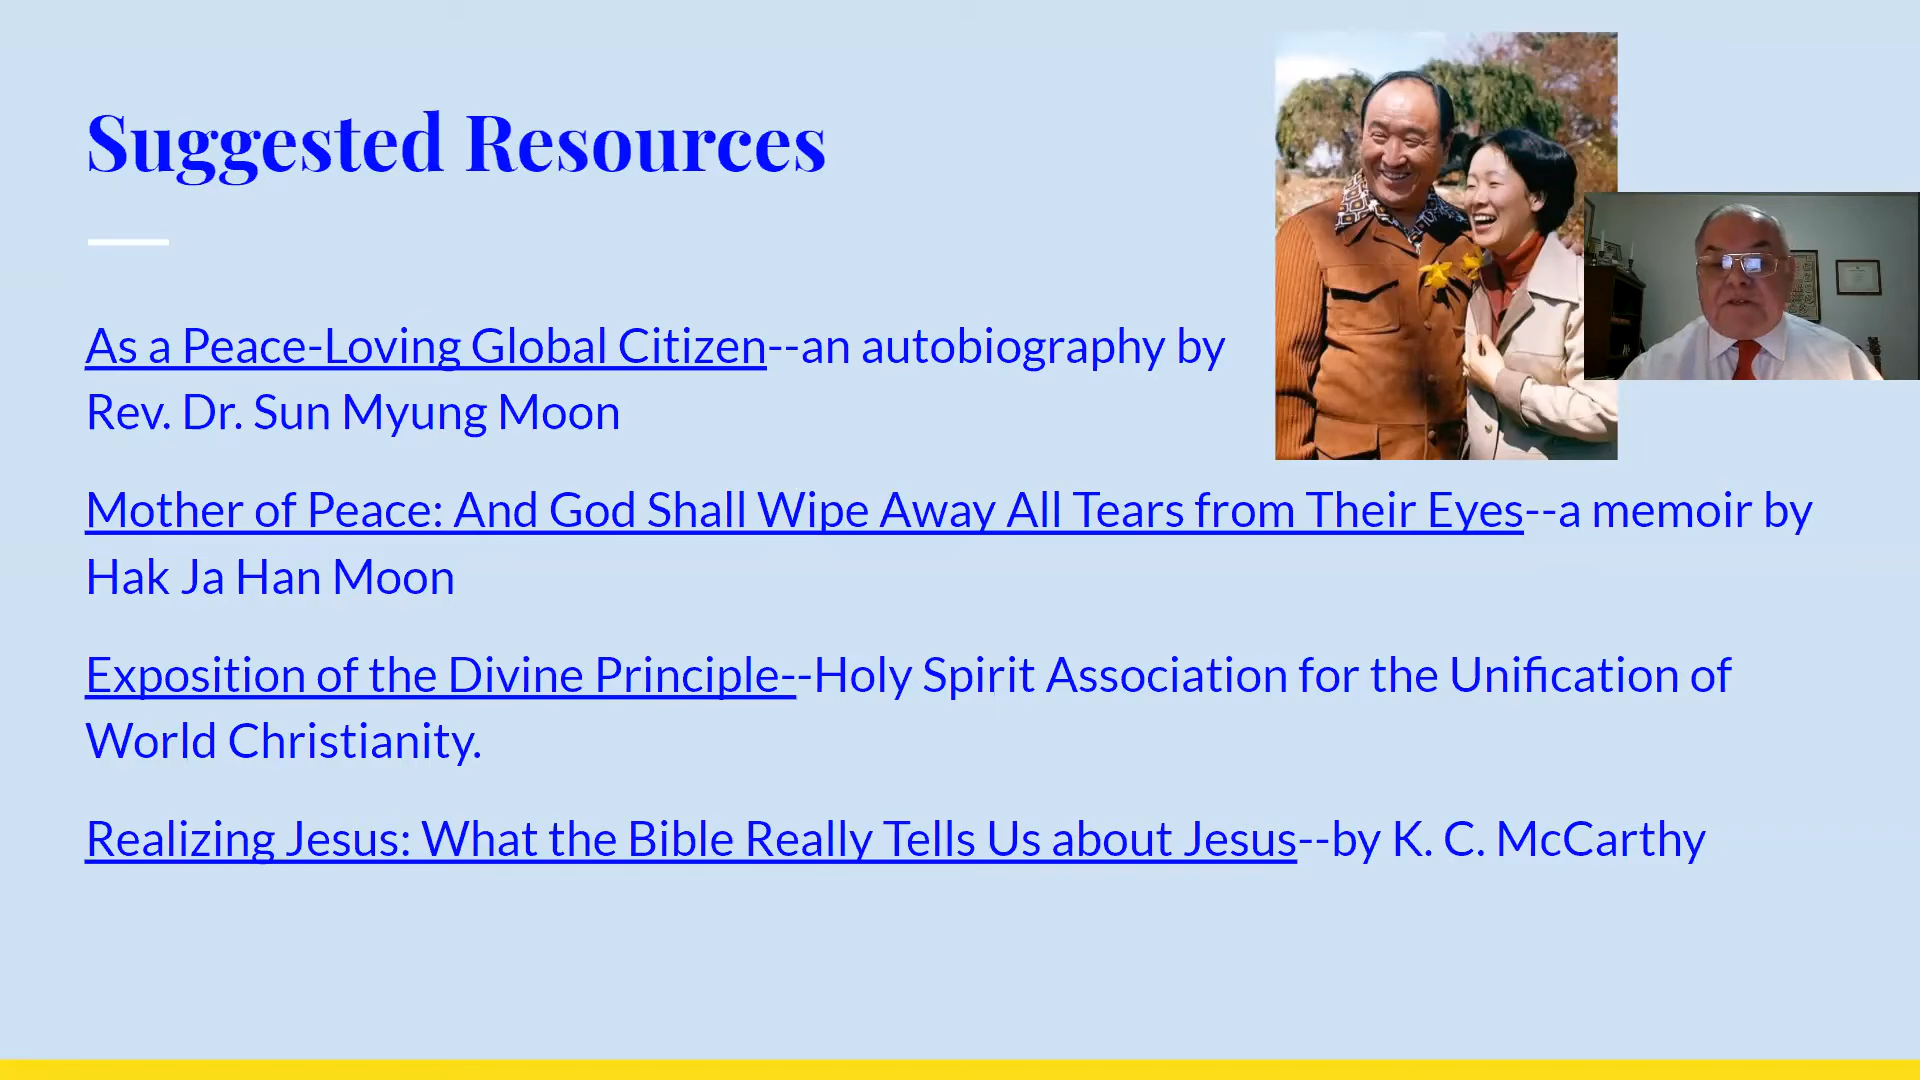 Suggested Resources
As a Peace-Loving Global Citizen--an autobiography by
Rev. Dr. Sun Myung Moon
Mother of Peace: And God Shall Wipe Away All Tears from Their Eyes--a memoir by
Hak Ja Han Moon
Exposition of the Divine Principle--Holy Spirit Association for the Unification of
World Christianity.
Realizing Jesus: What the Bible Really Tells Us about Jesus--by K. C. McCarthy